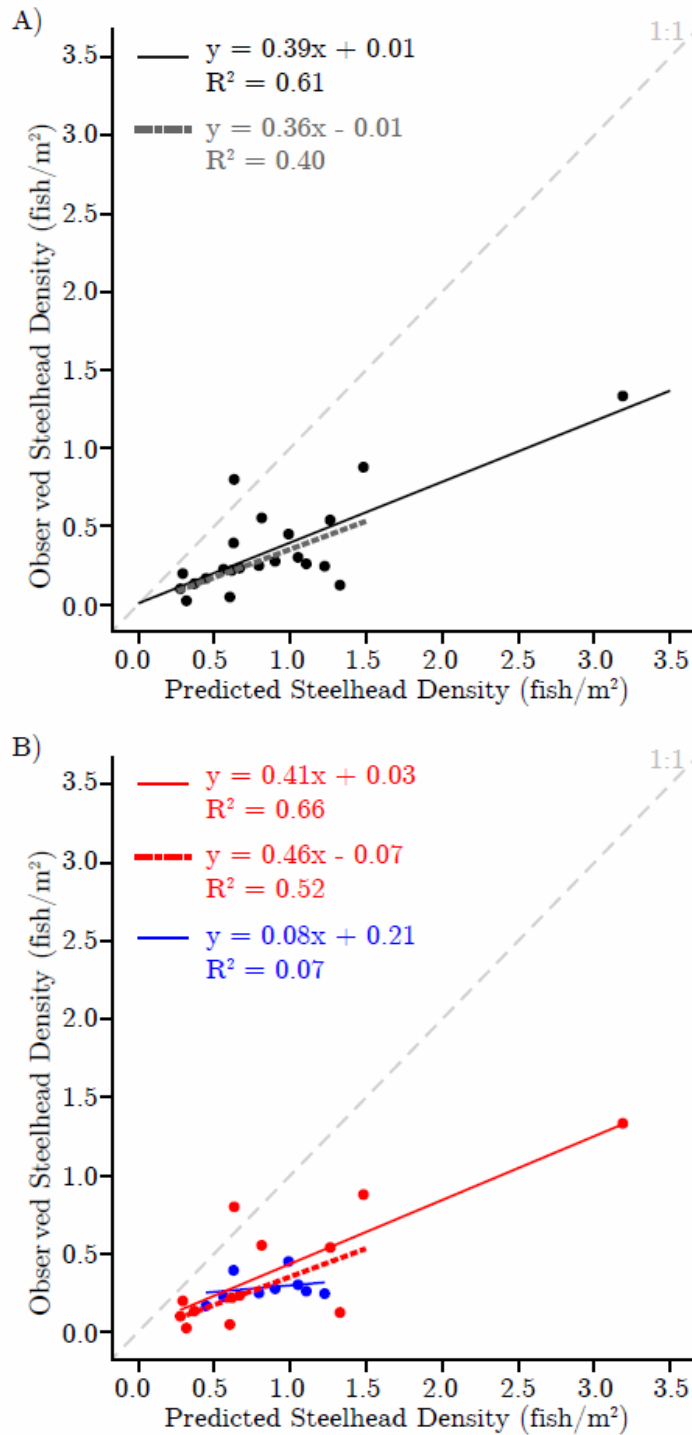 A)
1:1
y = 0.39x + 0.01
R² = 0.61
y = 0.36x - 0.01
R² = 0.40
3.5
3.0
2.5
2.0
1.5
1.0
0.5
0.0
Obser ved Steelhead Density (fish/m²)
0.0 0.5 1.0 1.5 2.0 2.5 3.0 3.5
Predicted Steelhead Density (fish/m²)
B)
1:1
y = 0.41x + 0.03
R² = 0.66
y = 0.46x - 0.07
R² = 0.52
y = 0.08x + 0.21
R² = 0.07
3.5
3.0
2.5
2.0
1.5
1.0
0.5
0.0
Obser ved Steelhead Density (fish/m²)
0.0 0.5 1.0 1.5 2.0 2.5 3.0 3.5
Predicted Steelhead Density (fish/m²)